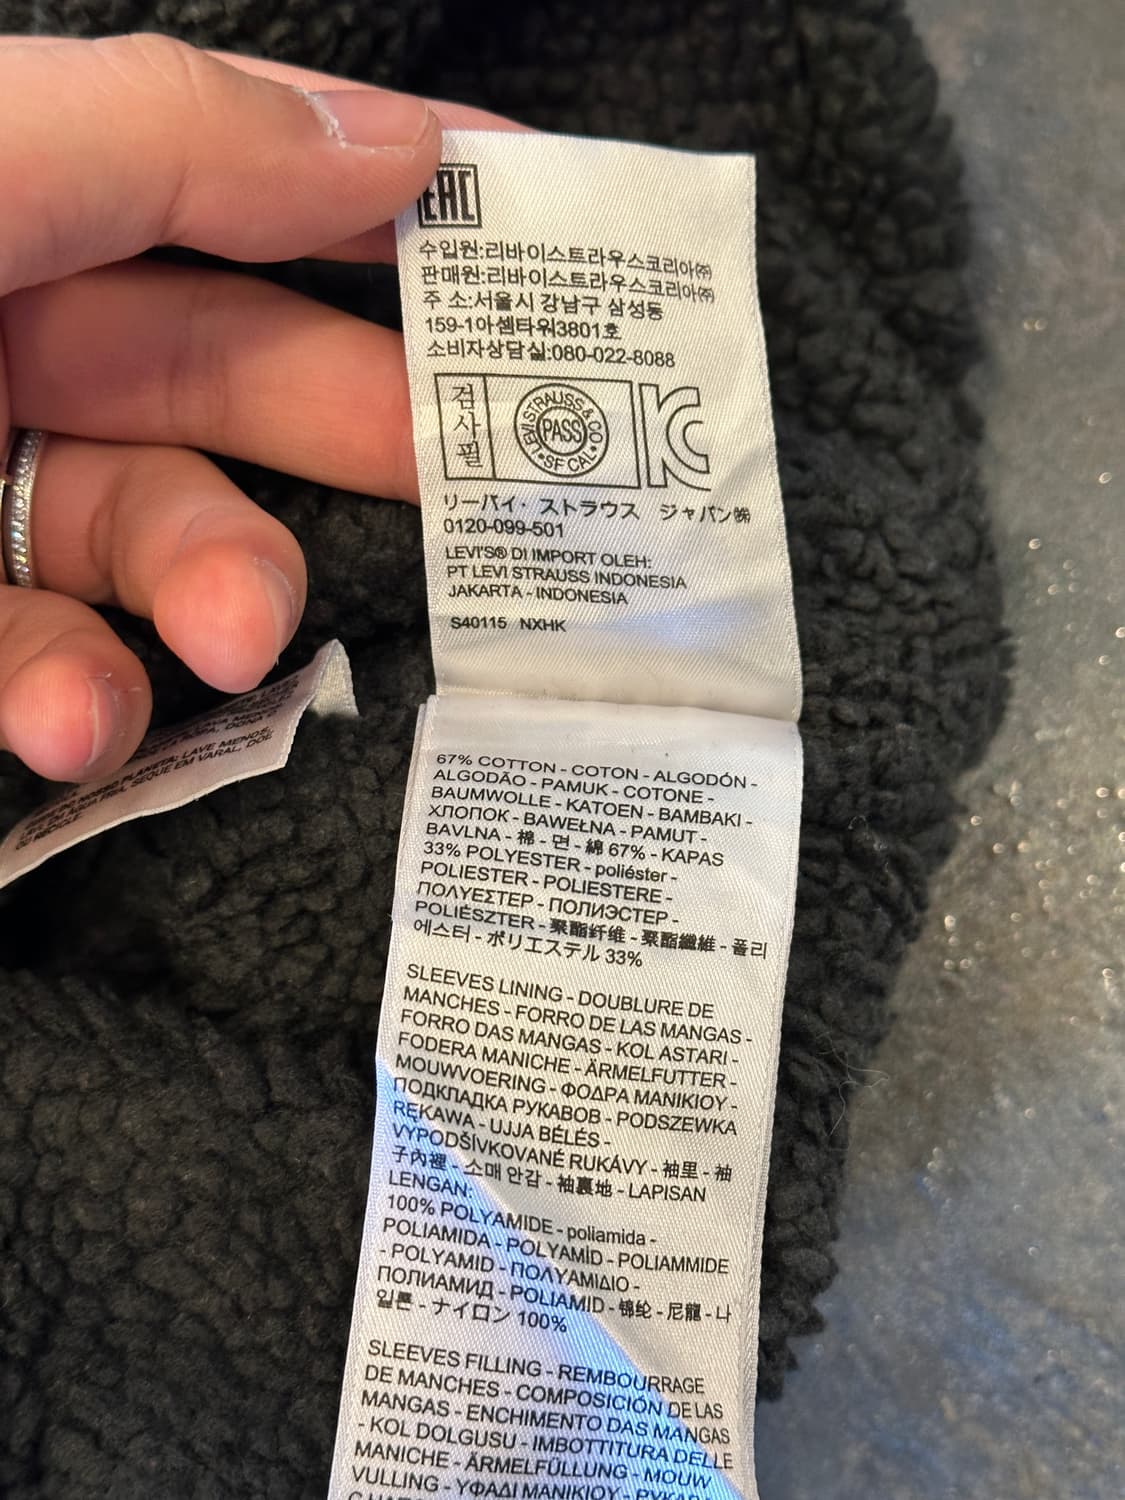 EAC
수입원:리바이스트라우스코리아㈜
판매원:리바이스트라우스코리아㈜
주 소:서울시 강남구 삼성동
159-1아셈타워3801호
소비자상담실:080-022-8088
검사필
LEVI STRAUSS & CO
PASS
SF CAL
リーバイ・ストラウス ジャパン㈱
0120-099-501
LEVI'S® DI IMPORT OLEH:
PT LEVI STRAUSS INDONESIA
JAKARTA - INDONESIA
S40115 NXHK
67% COTTON - COTON - ALGODÓN -
ALGODÃO - PAMUK - COTONE -
BAUMWOLLE - KATOEN - BAMBAKI -
ХЛОПОК - BAWEŁNA - PAMUT -
BAVLNA - 棉 - 면 - 綿 67% - KAPAS
33% POLYESTER - poliéster -
POLIESTER - POLIESTERE -
ΠΟΛΥΕΣΤΕΡ - ПОЛИЭСТЕР -
POLIÉSZTER - 聚酯纤维 - 聚酯纖維 - 폴리
에스터 - ポリエステル 33%
SLEEVES LINING - DOUBLURE DE
MANCHES - FORRO DE LAS MANGAS -
FORRO DAS MANGAS - KOL ASTARI -
FODERA MANICHE - ÄRMELFUTTER -
MOUWVOERING - ΦΟΔΡΑ ΜΑΝΙΚΙΟΥ -
ПОДКЛАДКА РУКАВОВ - PODSZEWKA
RĘKAWA - UJJA BÉLÉS -
VYPODŠÍVKOVANÉ RUKÁVY - 袖里 - 袖
子內裡 - 소매 안감 - 袖裏地 - LAPISAN
LENGAN:
100% POLYAMIDE - poliamida -
POLIAMIDA - POLYAMİD - POLIAMMIDE
- POLYAMID - ΠΟΛΥΑΜΙΔΙΟ -
ПОЛИАМИД - POLIAMID - 锦纶 - 尼龍 - 나
일론 - ナイロン 100%
SLEEVES FILLING - REMBOURRAGE
DE MANCHES - COMPOSICIÓN DE LAS
MANGAS - ENCHIMENTO DAS MANGAS
- KOL DOLGUSU - IMBOTTITURA DELLE
MANICHE - ÄRMELFÜLLUNG - MOUW
VULLING - ΥΦΑΔΙ ΜΑΝΙΚΙΟΥ -
PLANETA: LAVE MENOS,
SEQUE EM VARAL, DOE
OU RECICLE.